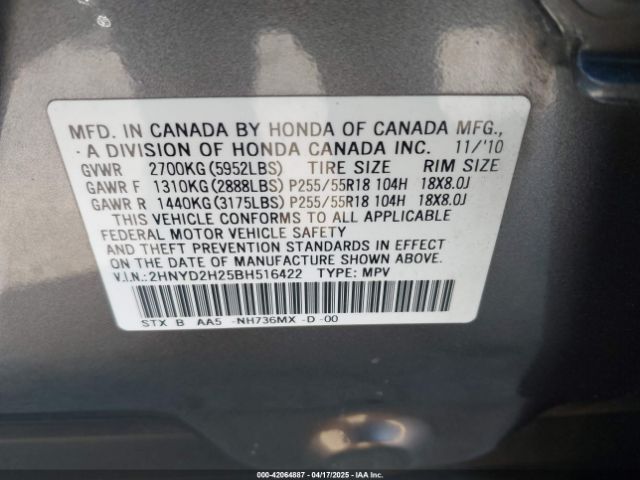 MFD. IN CANADA BY HONDA OF CANADA MFG.,
A DIVISION OF HONDA CANADA INC. 11/'10
GVWR 2700KG (5952LBS) TIRE SIZE RIM SIZE
GAWR F 1310KG (2888LBS) P255/55R18 104H 18X8.0J
GAWR R 1440KG (3175LBS) P255/55R18 104H 18X8.0J
THIS VEHICLE CONFORMS TO ALL APPLICABLE
FEDERAL MOTOR VEHICLE SAFETY
AND THEFT PREVENTION STANDARDS IN EFFECT
ON THE DATE OF MANUFACTURE SHOWN ABOVE.
V.I.N.:2HNYD2H25BH516422 TYPE: MPV
STX B AA5 -NH736MX -D -00
000-42064887 - 04/17/2025 - IAAI.COM